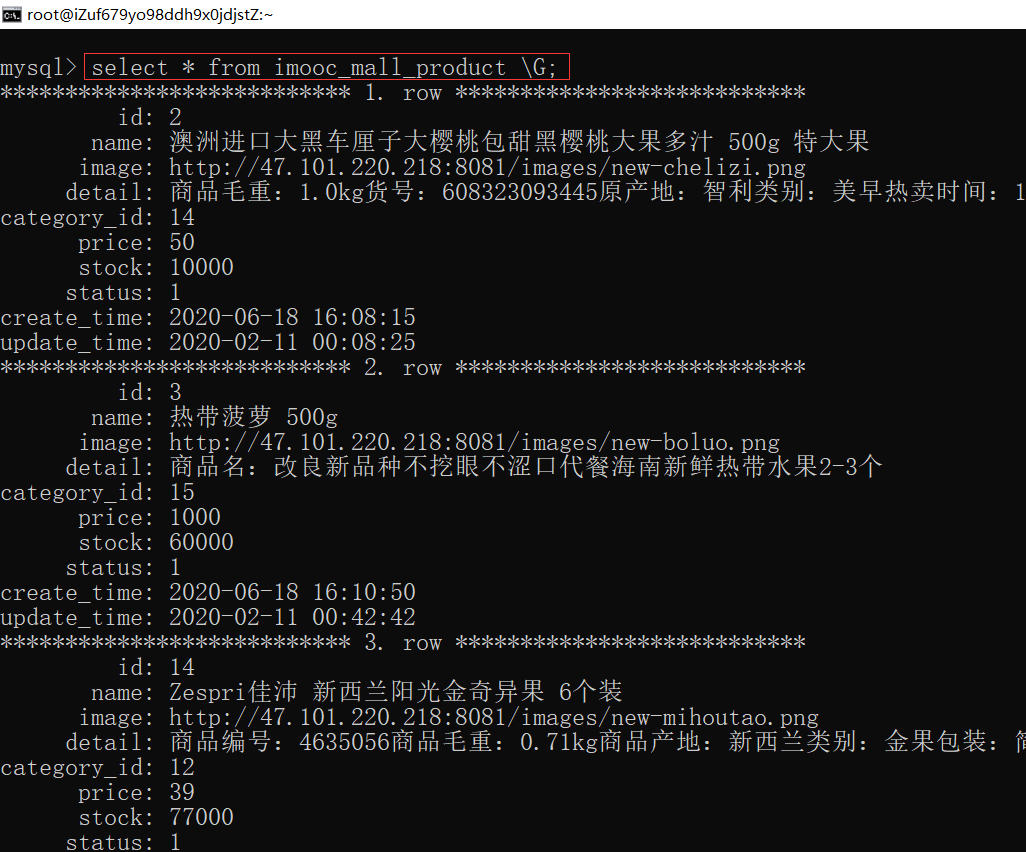 root@iZuf679yo98ddh9x0jdjstZ:~
mysql> select * from imooc_mall_product \G;
*************************** 1. row ***************************
id: 2
name: 澳洲进口大黑车厘子大樱桃包甜黑樱桃大果多汁 500g 特大果
image: http://47.101.220.218:8081/images/new-chelizi.png
detail: 商品毛重：1.0kg货号：608323093445原产地：智利类别：美早热卖时间：1
category_id: 14
price: 50
stock: 10000
status: 1
create_time: 2020-06-18 16:08:15
update_time: 2020-02-11 00:08:25
*************************** 2. row ***************************
id: 3
name: 热带菠萝 500g
image: http://47.101.220.218:8081/images/new-boluo.png
detail: 商品名：改良新品种不挖眼不涩口代餐海南新鲜热带水果2-3个
category_id: 15
price: 1000
stock: 60000
status: 1
create_time: 2020-06-18 16:10:50
update_time: 2020-02-11 00:42:42
*************************** 3. row ***************************
id: 14
name: Zespri佳沛 新西兰阳光金奇异果 6个装
image: http://47.101.220.218:8081/images/new-mihoutao.png
detail: 商品编号：4635056商品毛重：0.71kg商品产地：新西兰类别：金果包装：简
category_id: 12
price: 39
stock: 77000
status: 1